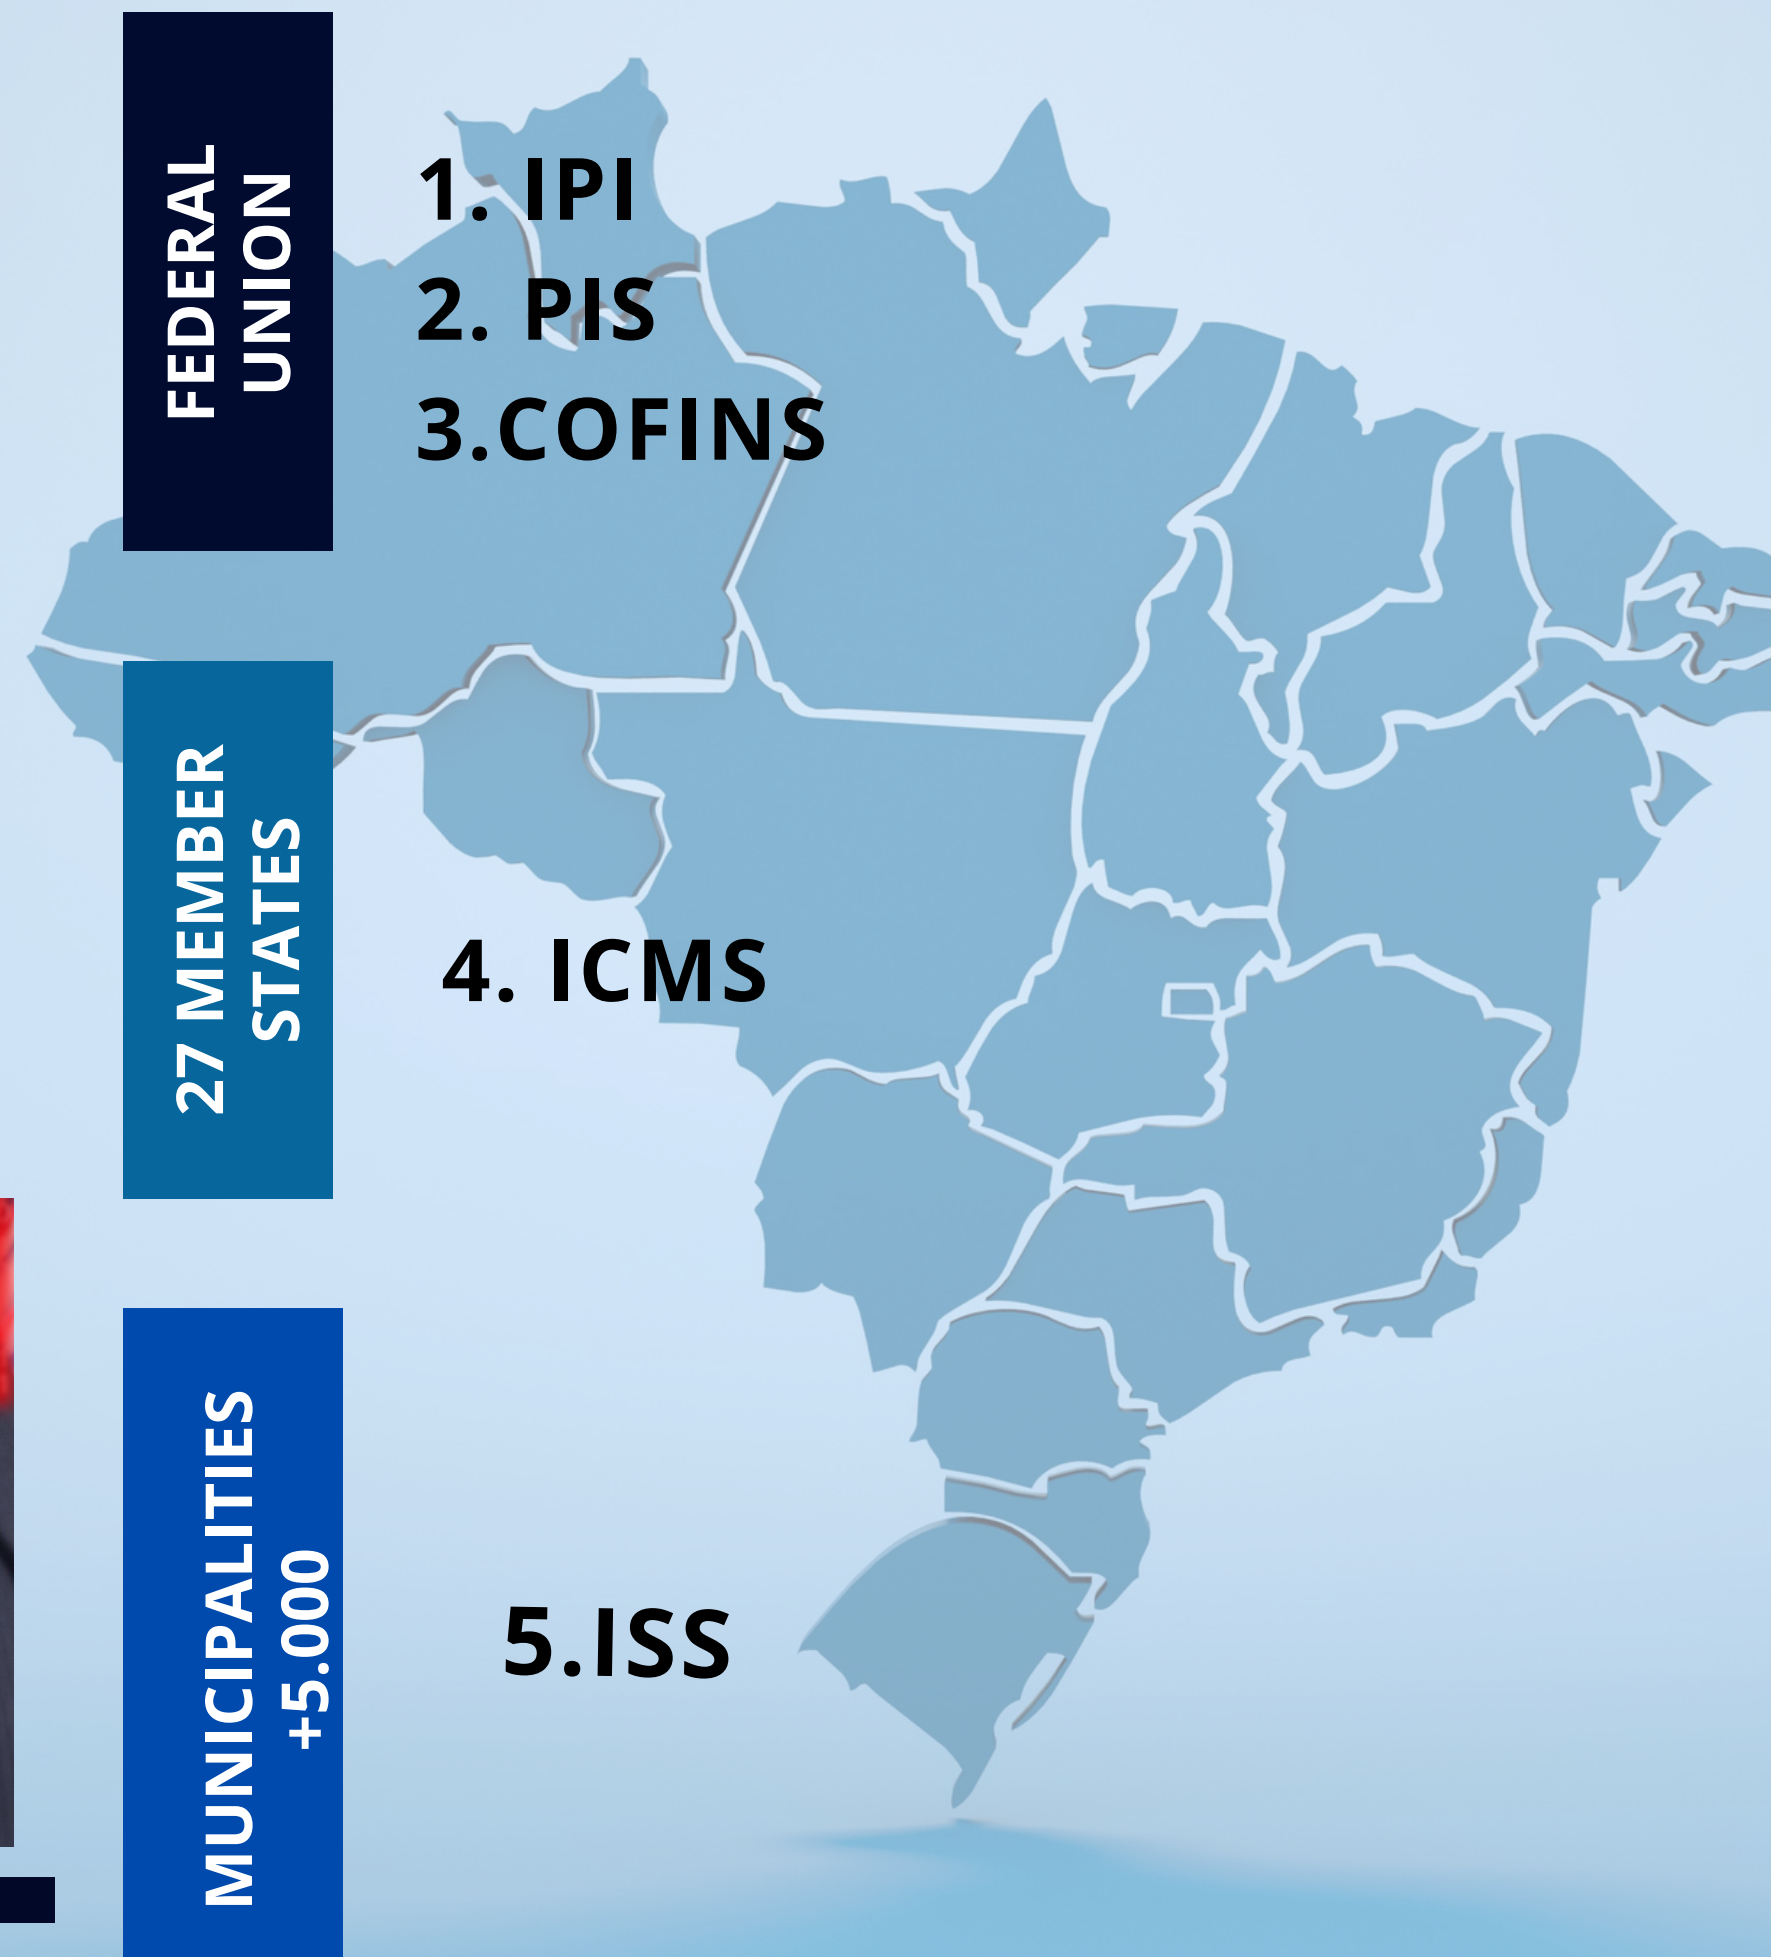 FEDERAL
UNION
1. IPI
2. PIS
3.COFINS
27 MEMBER
STATES
4. ICMS
MUNICIPALITIES
+5.000
5.ISS